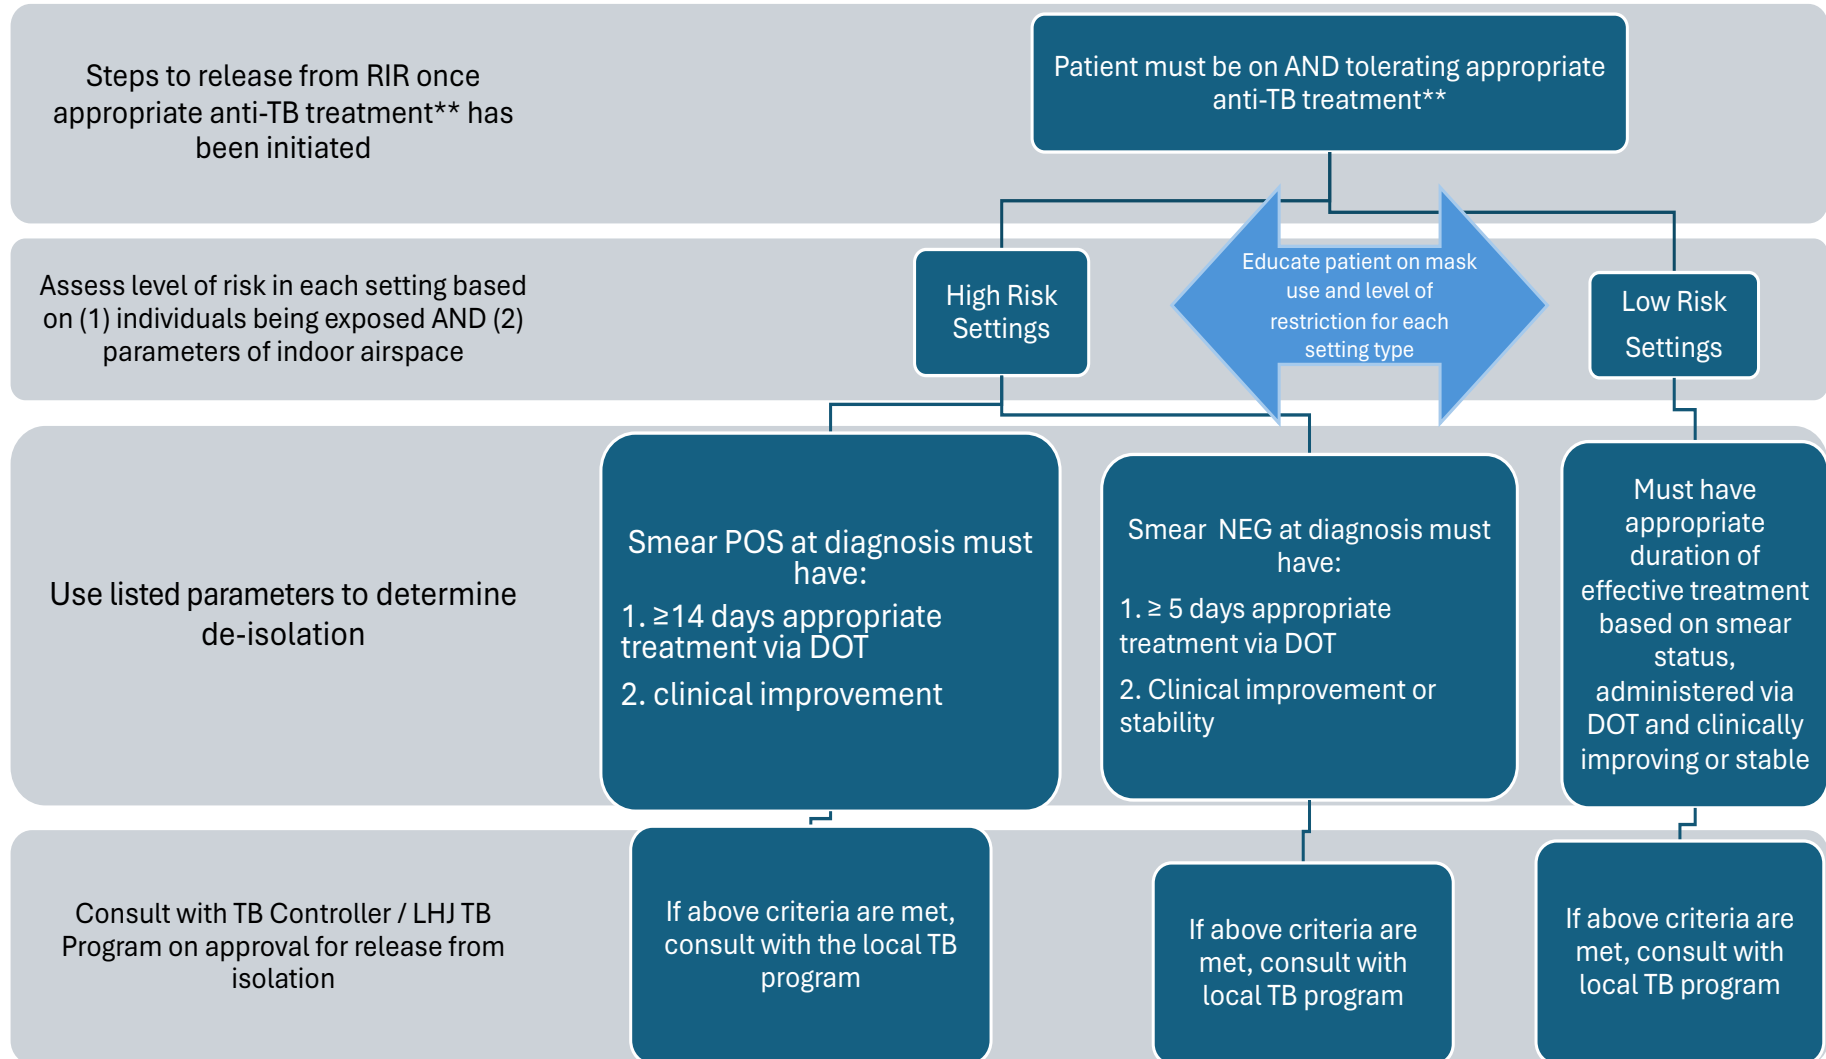 Steps to release from RIR once
appropriate anti-TB treatment** has
been initiated
Patient must be on AND tolerating appropriate
anti-TB treatment**
Assess level of risk in each setting based
on (1) individuals being exposed AND (2)
parameters of indoor airspace
High Risk
Settings
Educate patient on mask
use and level of
restriction for each
setting type
Low Risk
Settings
Use listed parameters to determine
de-isolation
Smear POS at diagnosis must
have:
1. ≥14 days appropriate
treatment via DOT
2. clinical improvement
Smear  NEG at diagnosis must
have:
1. ≥ 5 days appropriate
treatment via DOT
2. Clinical improvement or
stability
Must have
appropriate
duration of
effective treatment
based on smear
status,
administered via
DOT and clinically
improving or stable
Consult with TB Controller / LHJ TB
Program on approval for release from
isolation
If above criteria are met,
consult with the local TB
program
If above criteria are
met, consult with
local TB program
If above criteria are
met, consult with
local TB program